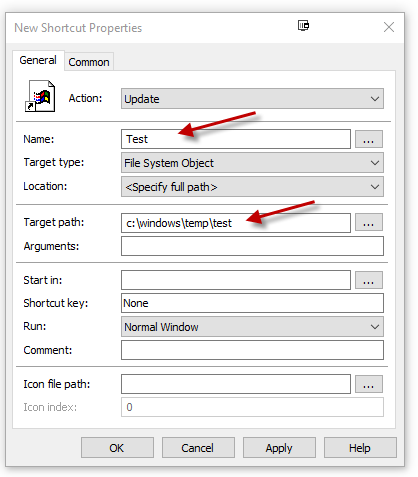 New Shortcut Properties
General Common
Action: Update
Name: Test ...
Target type: File System Object
Location: <Specify full path>
Target path: c:\windows\temp\test ...
Arguments:
Start in: ...
Shortcut key: None
Run: Normal Window
Comment:
Icon file path: ...
Icon index: 0
OK Cancel Apply Help